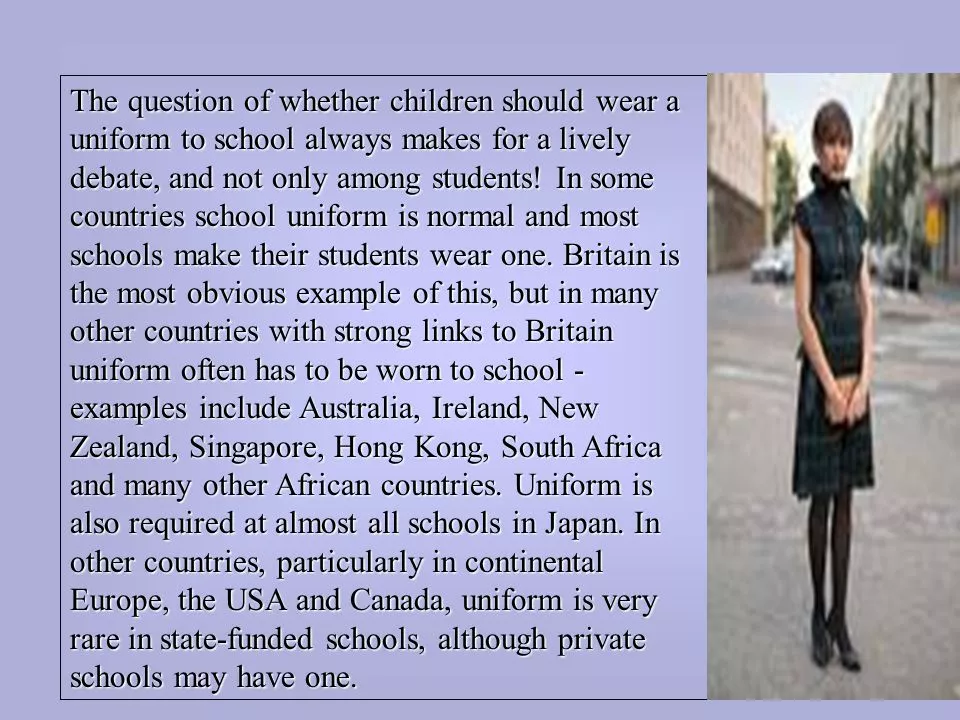 The question of whether children should wear a
uniform to school always makes for a lively
debate, and not only among students! In some
countries school uniform is normal and most
schools make their students wear one. Britain is
the most obvious example of this, but in many
other countries with strong links to Britain
uniform often has to be worn to school -
examples include Australia, Ireland, New
Zealand, Singapore, Hong Kong, South Africa
and many other African countries. Uniform is
also required at almost all schools in Japan. In
other countries, particularly in continental
Europe, the USA and Canada, uniform is very
rare in state-funded schools, although private
schools may have one.